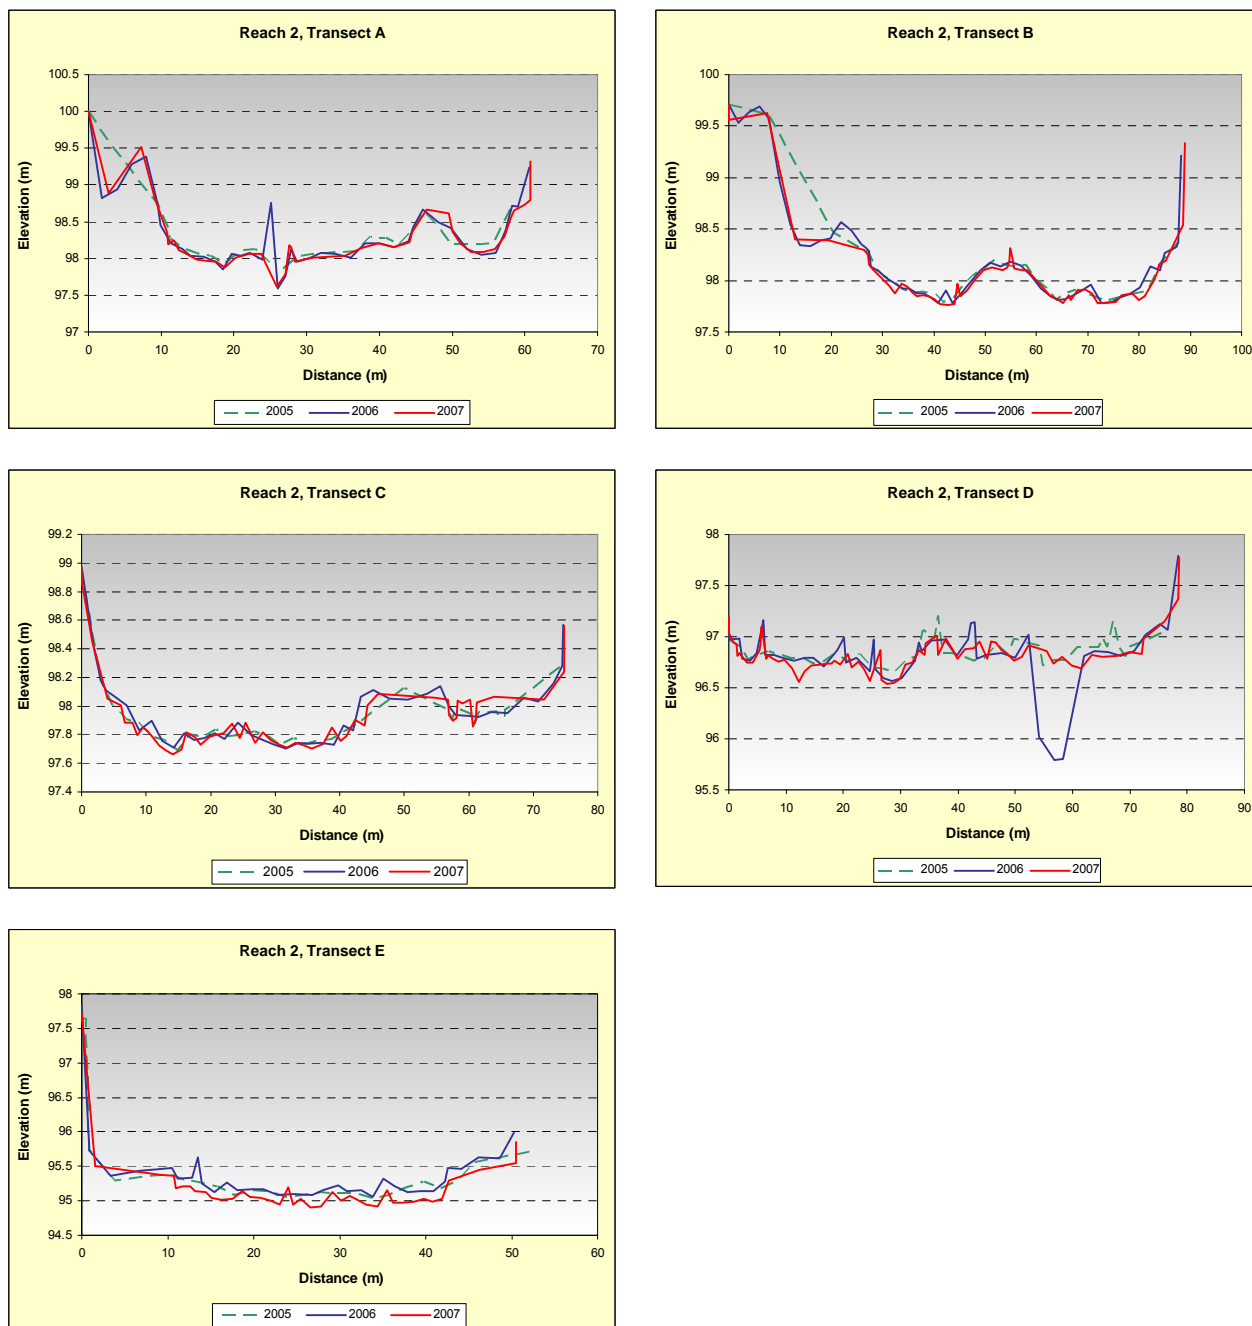 Reach 2, Transect A
100.5
100
99.5
99
98.5
98
97.5
97
Elevation (m)
0 10 20 30 40 50 60 70
Distance (m)
2005 2006 2007
Reach 2, Transect B
100
99.5
99
98.5
98
97.5
Elevation (m)
0 10 20 30 40 50 60 70 80 90 100
Distance (m)
2005 2006 2007
Reach 2, Transect C
99.2
99
98.8
98.6
98.4
98.2
98
97.8
97.6
97.4
Elevation (m)
0 10 20 30 40 50 60 70 80
Distance (m)
2005 2006 2007
Reach 2, Transect D
98
97.5
97
96.5
96
95.5
Elevation (m)
0 10 20 30 40 50 60 70 80 90
Distance (m)
2005 2006 2007
Reach 2, Transect E
98
97.5
97
96.5
96
95.5
95
94.5
Elevation (m)
0 10 20 30 40 50 60
Distance (m)
2005 2006 2007